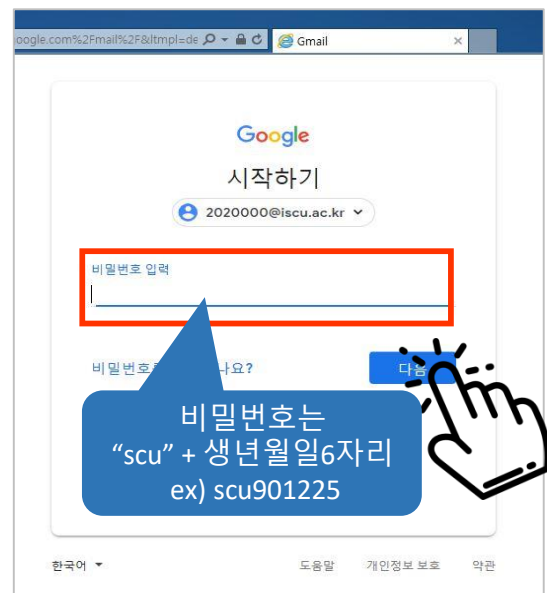 oogle.com%2Fmail%2F&ltmpl=de
Gmail
Google
시작하기
2020000@iscu.ac.kr
비밀번호 입력
비밀번호 나요?
다음
비밀번호는
“scu” + 생년월일6자리
ex) scu901225
한국어 도움말 개인정보 보호 약관